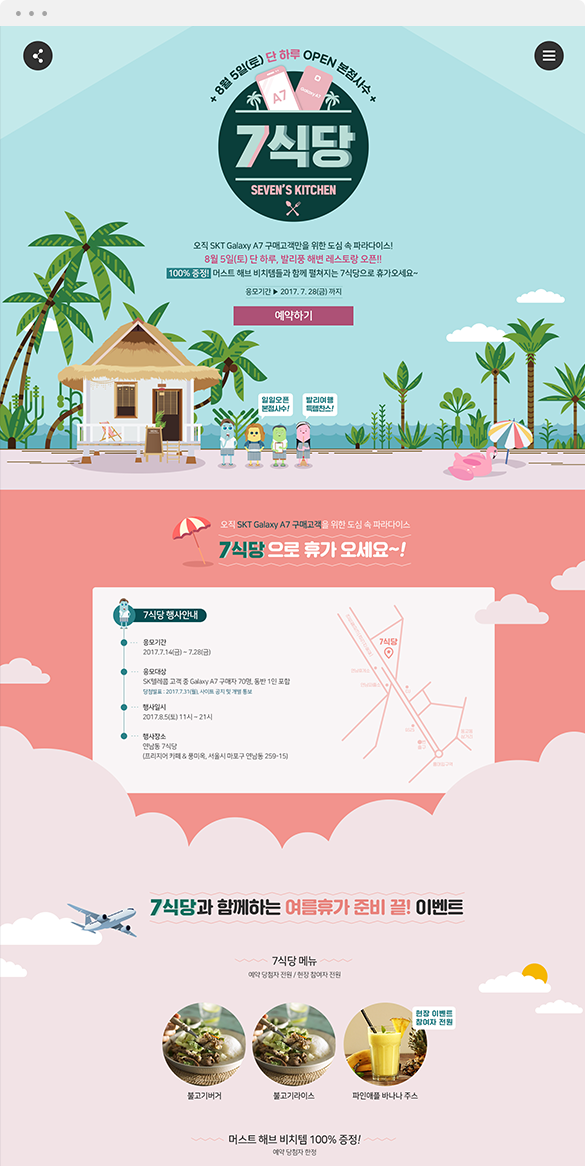 + 8월 5일(토) 단 하루 OPEN 본점사수 +
A7
Galaxy A7
7식당
SEVEN'S KITCHEN
오직 SKT Galaxy A7 구매고객만을 위한 도심 속 파라다이스!
8월 5일(토) 단 하루, 발리풍 해변 레스토랑 오픈!!
100% 증정! 머스트 해브 비치템들과 함께 펼쳐지는 7식당으로 휴가오세요~
응모기간 ▶ 2017. 7. 28(금) 까지
예약하기
일일오픈
본점사수!
발리여행
득템찬스!
오직 SKT Galaxy A7 구매고객을 위한 도심 속 파라다이스
7식당 으로 휴가 오세요~!
7식당 행사안내
응모기간
2017.7.14(금) ~ 7.28(금)
응모대상
SK텔레콤 고객 중 Galaxy A7 구매자 70명, 동반 1인 포함
당첨발표 : 2017.7.31(월), 사이트 공지 및 개별 통보
행사일시
2017.8.5(토) 11시 ~ 21시
행사장소
연남동 7식당
(프리지어 카페 & 풍미옥, 서울시 마포구 연남동 259-15)
7식당
7식당과 함께하는 여름휴가 준비 끝! 이벤트
7식당 메뉴
예약 당첨자 전원 / 현장 참여자 전원
현장 이벤트
참여자 전원
불고기버거
불고기라이스
파인애플 바나나 주스
머스트 해브 비치템 100% 증정!
예약 당첨자 한정